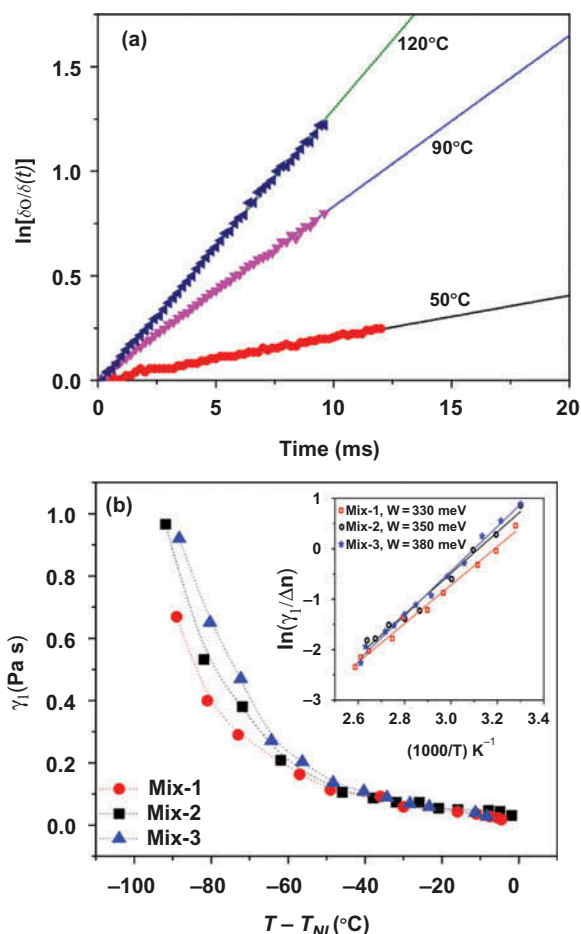 (a)
120°C
90°C
50°C
ln[δo/δ(t)]
1.5
1.0
0.5
0.0
0 5 10 15 20
Time (ms)
(b)
1.0
0.8
0.6
0.4
0.2
0.0
γ₁(Pa s)
Mix-1
Mix-2
Mix-3
−100 −80 −60 −40 −20 0
T − T_NI (°C)
Mix-1, W = 330 meV
Mix-2, W = 350 meV
Mix-3, W = 380 meV
1
0
−1
−2
−3
ln(γ₁/Δn)
2.6 2.8 3.0 3.2 3.4
(1000/T) K⁻¹